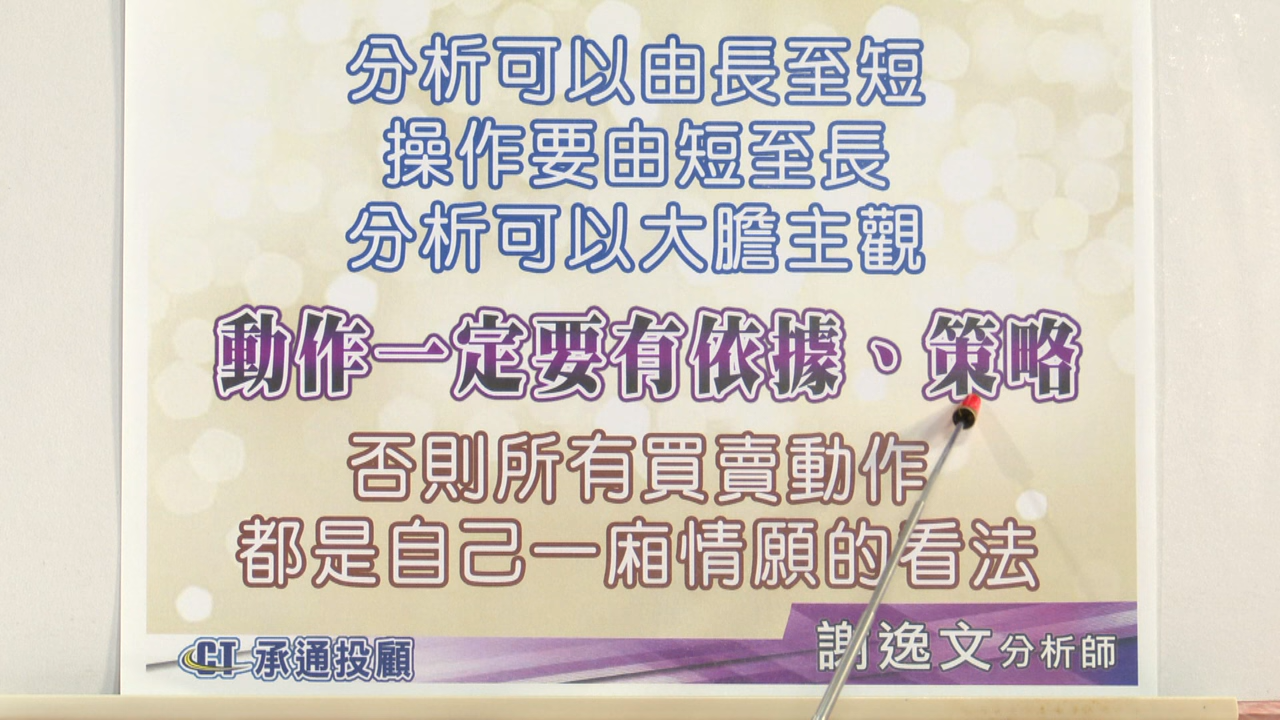 分析可以由長至短
操作要由短至長
分析可以大膽主觀
動作一定要有依據、策略
否則所有買賣動作
都是自己一廂情願的看法
CT 承通投顧
謝逸文分析師